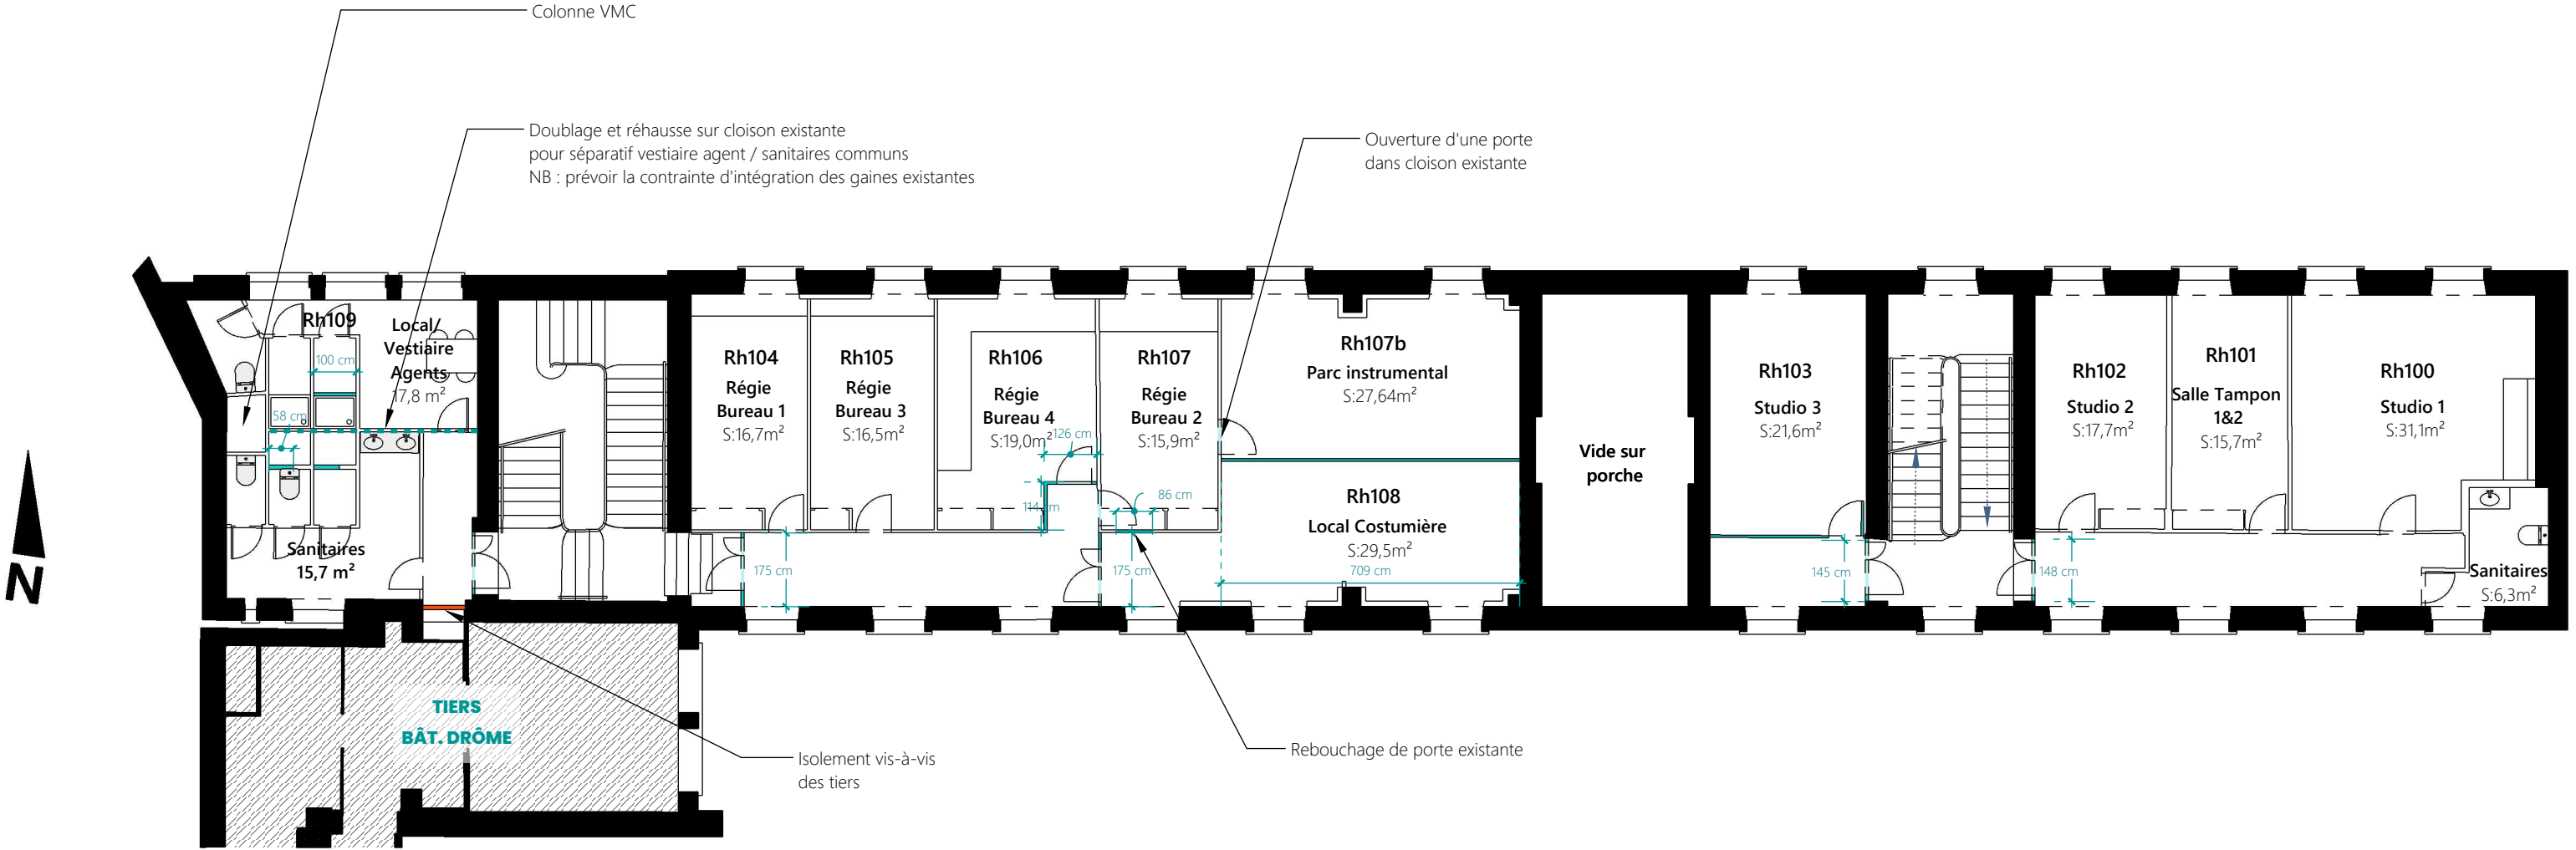 Colonne VMC
Doublage et réhausse sur cloison existante
pour séparatif vestiaire agent / sanitaires communs
NB : prévoir la contrainte d'intégration des gaines existantes
Ouverture d'une porte
dans cloison existante
Rh109
Local/
Vestiaire
Agents
17,8 m²
100 cm
58 cm
Sanitaires
15,7 m²
Rh104
Régie
Bureau 1
S:16,7m²
Rh105
Régie
Bureau 3
S:16,5m²
Rh106
Régie
Bureau 4
S:19,0m²
126 cm
114 cm
Rh107
Régie
Bureau 2
S:15,9m²
86 cm
175 cm
175 cm
Rh107b
Parc instrumental
S:27,64m²
Rh108
Local Costumière
S:29,5m²
709 cm
Vide sur
porche
Rh103
Studio 3
S:21,6m²
145 cm
148 cm
Rh102
Studio 2
S:17,7m²
Rh101
Salle Tampon
1&2
S:15,7m²
Rh100
Studio 1
S:31,1m²
Sanitaires
S:6,3m²
N
TIERS
BÂT. DRÔME
Isolement vis-à-vis
des tiers
Rebouchage de porte existante